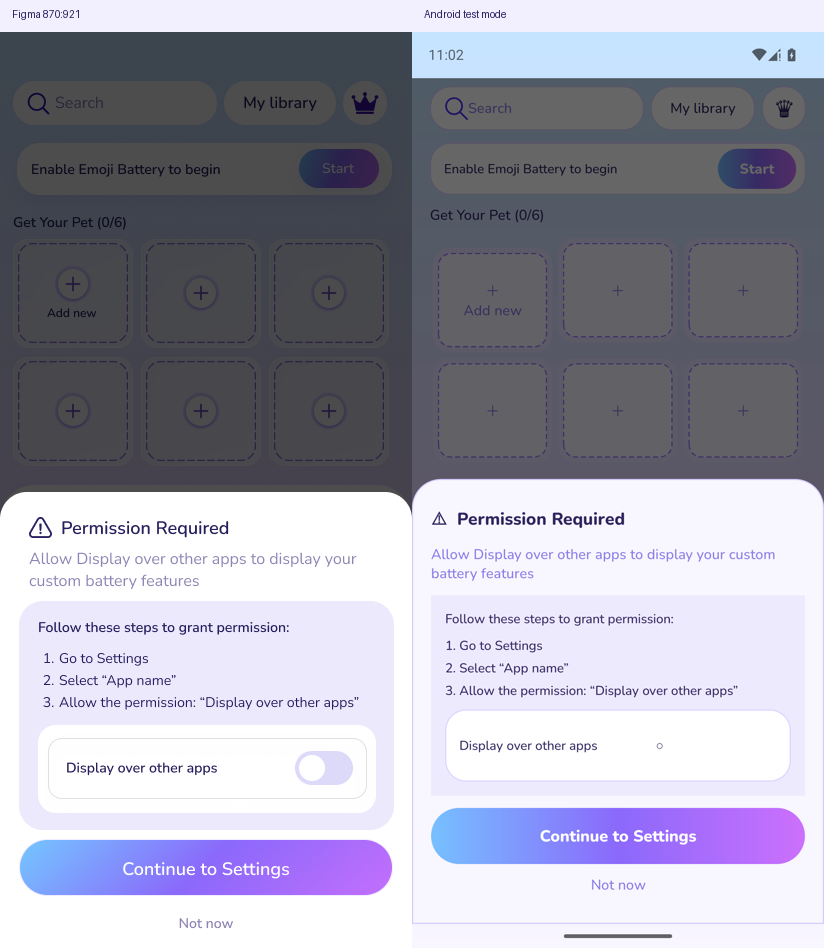 Figma 870:921
Search
My library
Enable Emoji Battery to begin
Start
Get Your Pet (0/6)
Add new
Permission Required
Allow Display over other apps to display your
custom battery features
Follow these steps to grant permission:
1. Go to Settings
2. Select “App name”
3. Allow the permission: “Display over other apps”
Display over other apps
Continue to Settings
Not now
Android test mode
11:02
Search
My library
Enable Emoji Battery to begin
Start
Get Your Pet (0/6)
Add new
Permission Required
Allow Display over other apps to display your custom
battery features
Follow these steps to grant permission:
1. Go to Settings
2. Select “App name”
3. Allow the permission: “Display over other apps”
Display over other apps
Continue to Settings
Not now